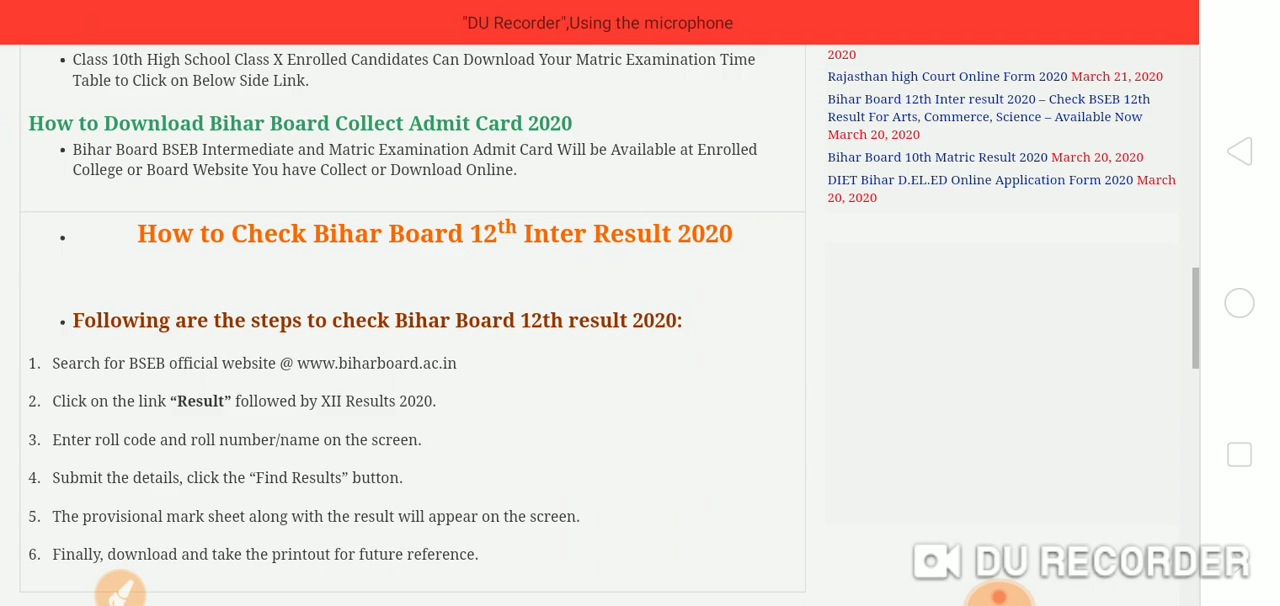 "DU Recorder",Using the microphone
• Class 10th High School Class X Enrolled Candidates Can Download Your Matric Examination Time
Table to Click on Below Side Link.
How to Download Bihar Board Collect Admit Card 2020
• Bihar Board BSEB Intermediate and Matric Examination Admit Card Will be Available at Enrolled
College or Board Website You have Collect or Download Online.
• How to Check Bihar Board 12th Inter Result 2020
• Following are the steps to check Bihar Board 12th result 2020:
1. Search for BSEB official website @ www.biharboard.ac.in
2. Click on the link “Result” followed by XII Results 2020.
3. Enter roll code and roll number/name on the screen.
4. Submit the details, click the “Find Results” button.
5. The provisional mark sheet along with the result will appear on the screen.
6. Finally, download and take the printout for future reference.
2020
Rajasthan high Court Online Form 2020 March 21, 2020
Bihar Board 12th Inter result 2020 – Check BSEB 12th
Result For Arts, Commerce, Science – Available Now
March 20, 2020
Bihar Board 10th Matric Result 2020 March 20, 2020
DIET Bihar D.EL.ED Online Application Form 2020 March
20, 2020
DU RECORDER